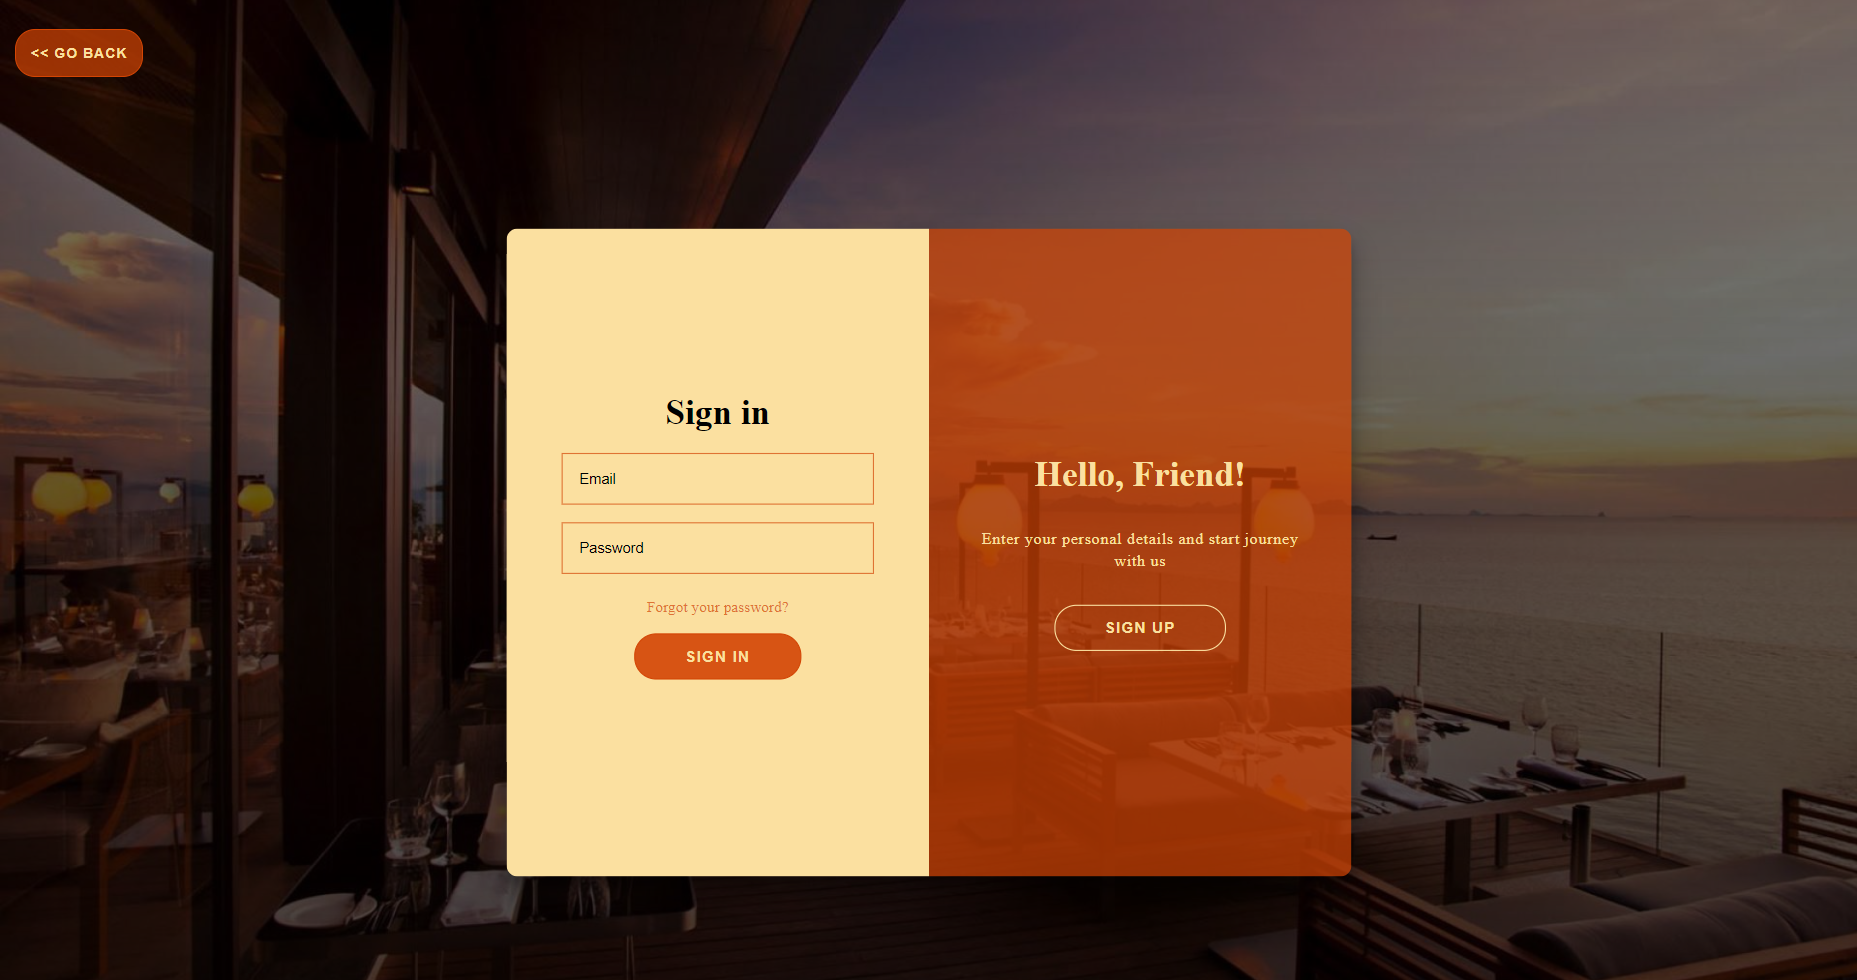 << GO BACK
Sign in
Email
Password
Forgot your password?
SIGN IN
Hello, Friend!
Enter your personal details and start journey
with us
SIGN UP